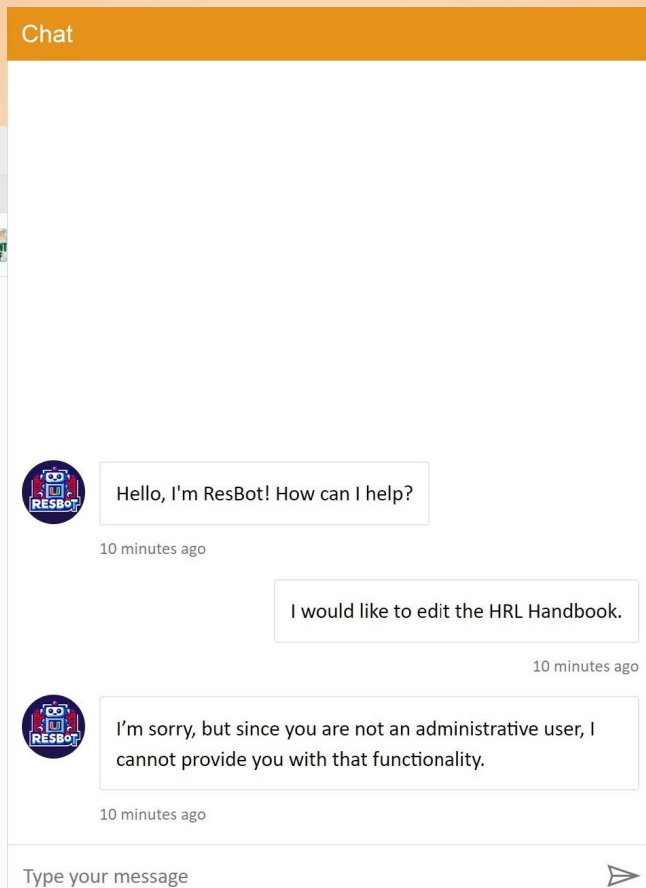 Chat
RESBOT
Hello, I'm ResBot! How can I help?
10 minutes ago
I would like to edit the HRL Handbook.
10 minutes ago
RESBOT
I’m sorry, but since you are not an administrative user, I
cannot provide you with that functionality.
10 minutes ago
Type your message